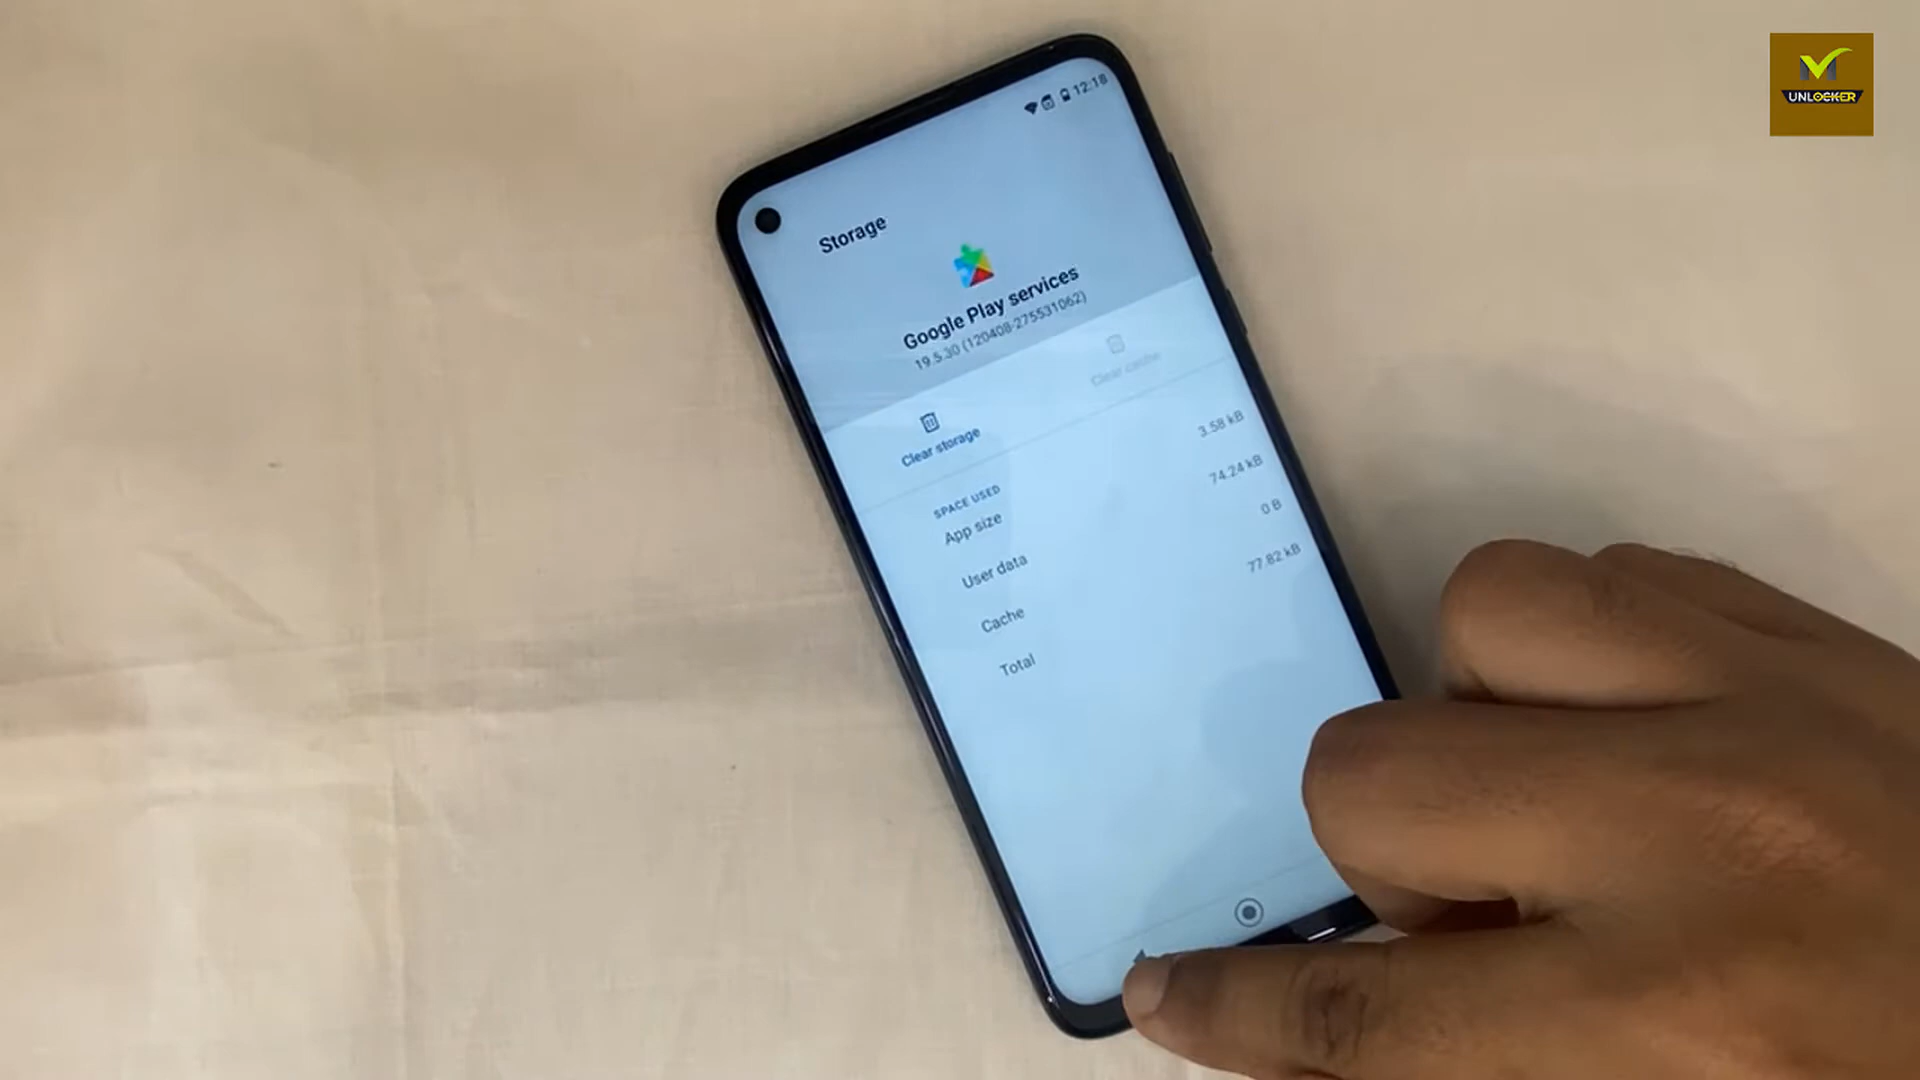 M
UNLOCKER
12:18
Storage
Google Play services
19.5.30 (120408-275531062)
Clear storage
Clear cache
SPACE USED
App size
3.58 kB
User data
74.24 kB
Cache
0 B
Total
77.82 kB